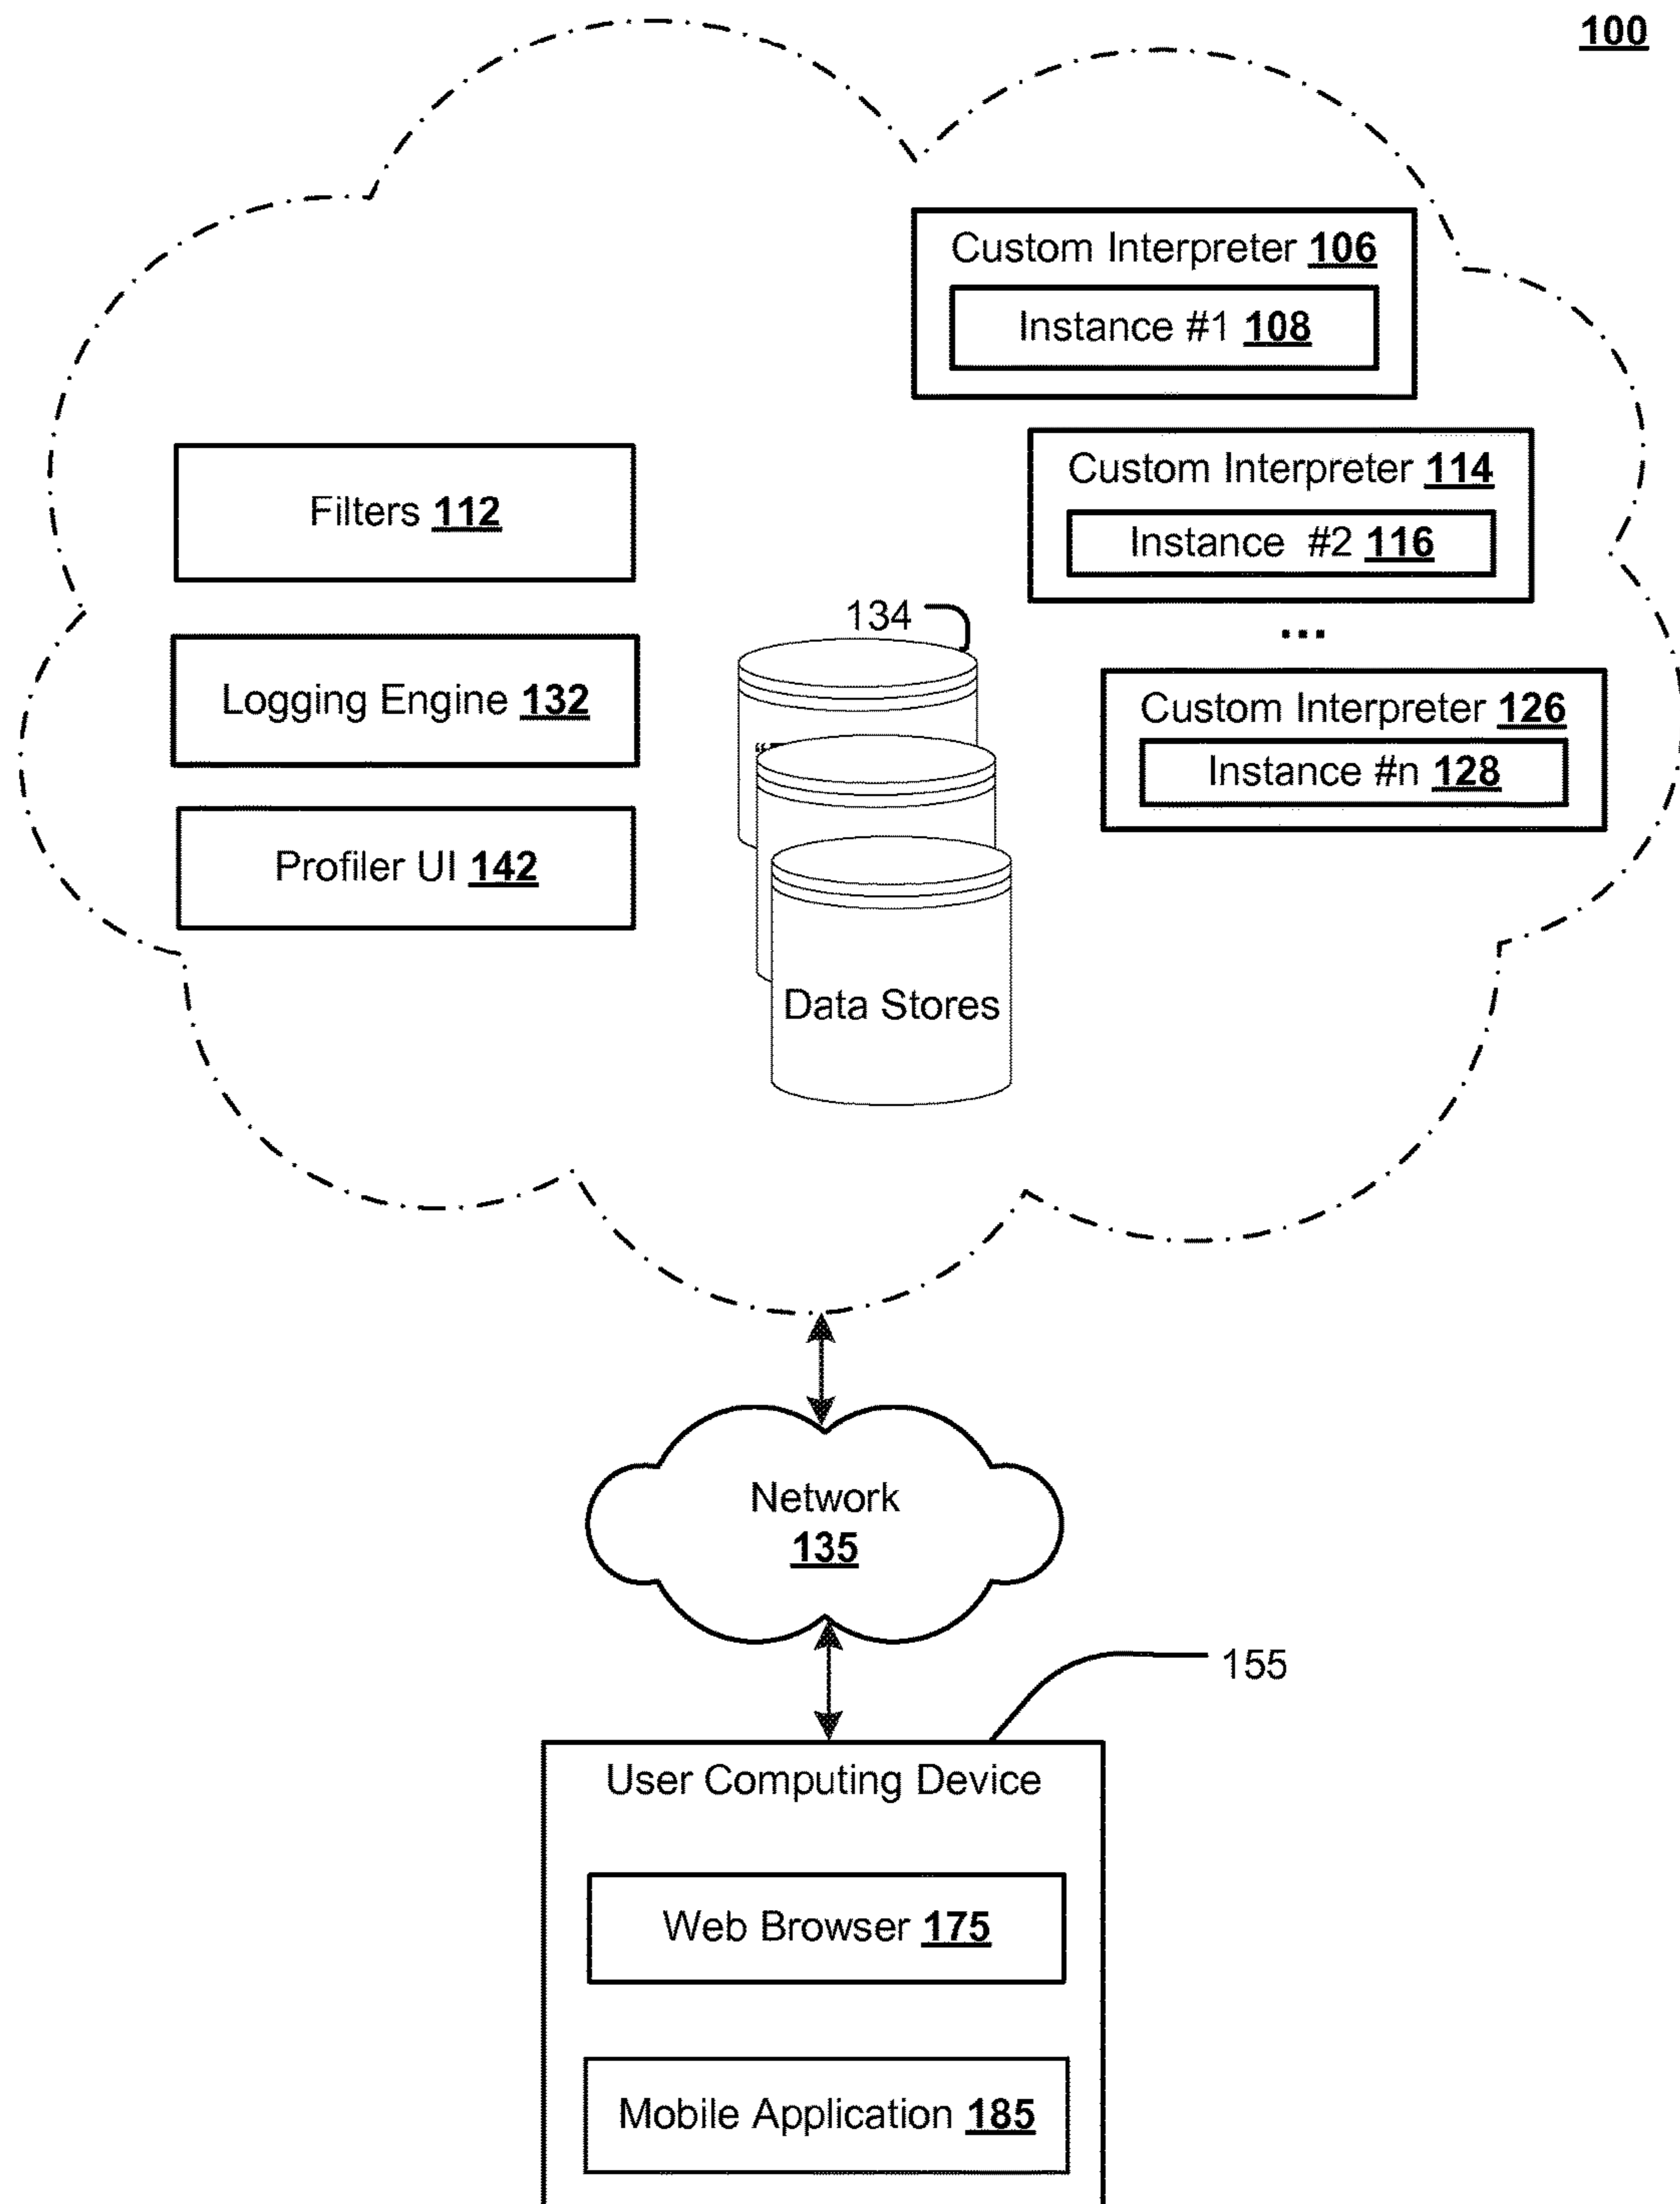 100
Custom Interpreter 106
Instance #1 108
Custom Interpreter 114
Instance #2 116
...
Custom Interpreter 126
Instance #n 128
Filters 112
Logging Engine 132
Profiler UI 142
134
Data Stores
Network
135
155
User Computing Device
Web Browser 175
Mobile Application 185